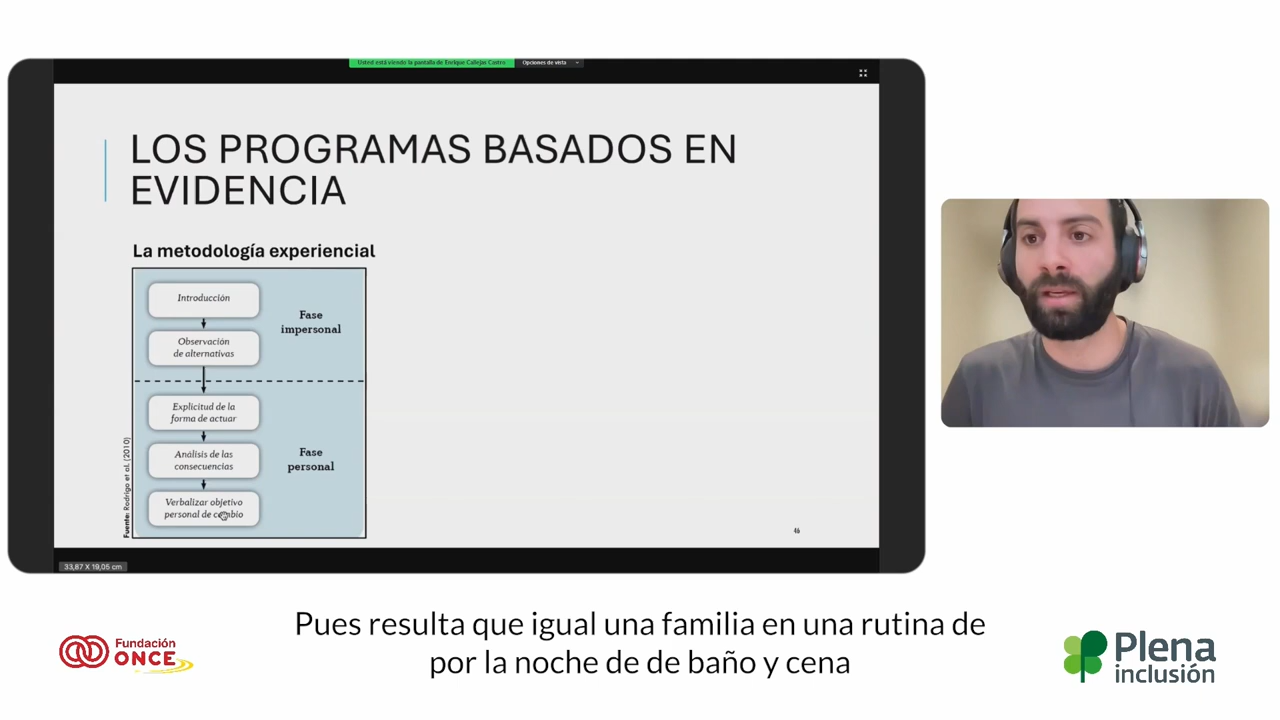 Usted está viendo la pantalla de Enrique Callejas Castro
Opciones de vista
LOS PROGRAMAS BASADOS EN
EVIDENCIA
La metodología experiencial
Introducción
Observación
de alternativas
Fase
impersonal
Explicitud de la
forma de actuar
Análisis de las
consecuencias
Verbalizar objetivo
personal de cambio
Fase
personal
Fuente: Rodrigo et al. (2010)
46
33,87 X 19,05 cm
Pues resulta que igual una familia en una rutina de
por la noche de de baño y cena
Fundación
ONCE
Plena
inclusión